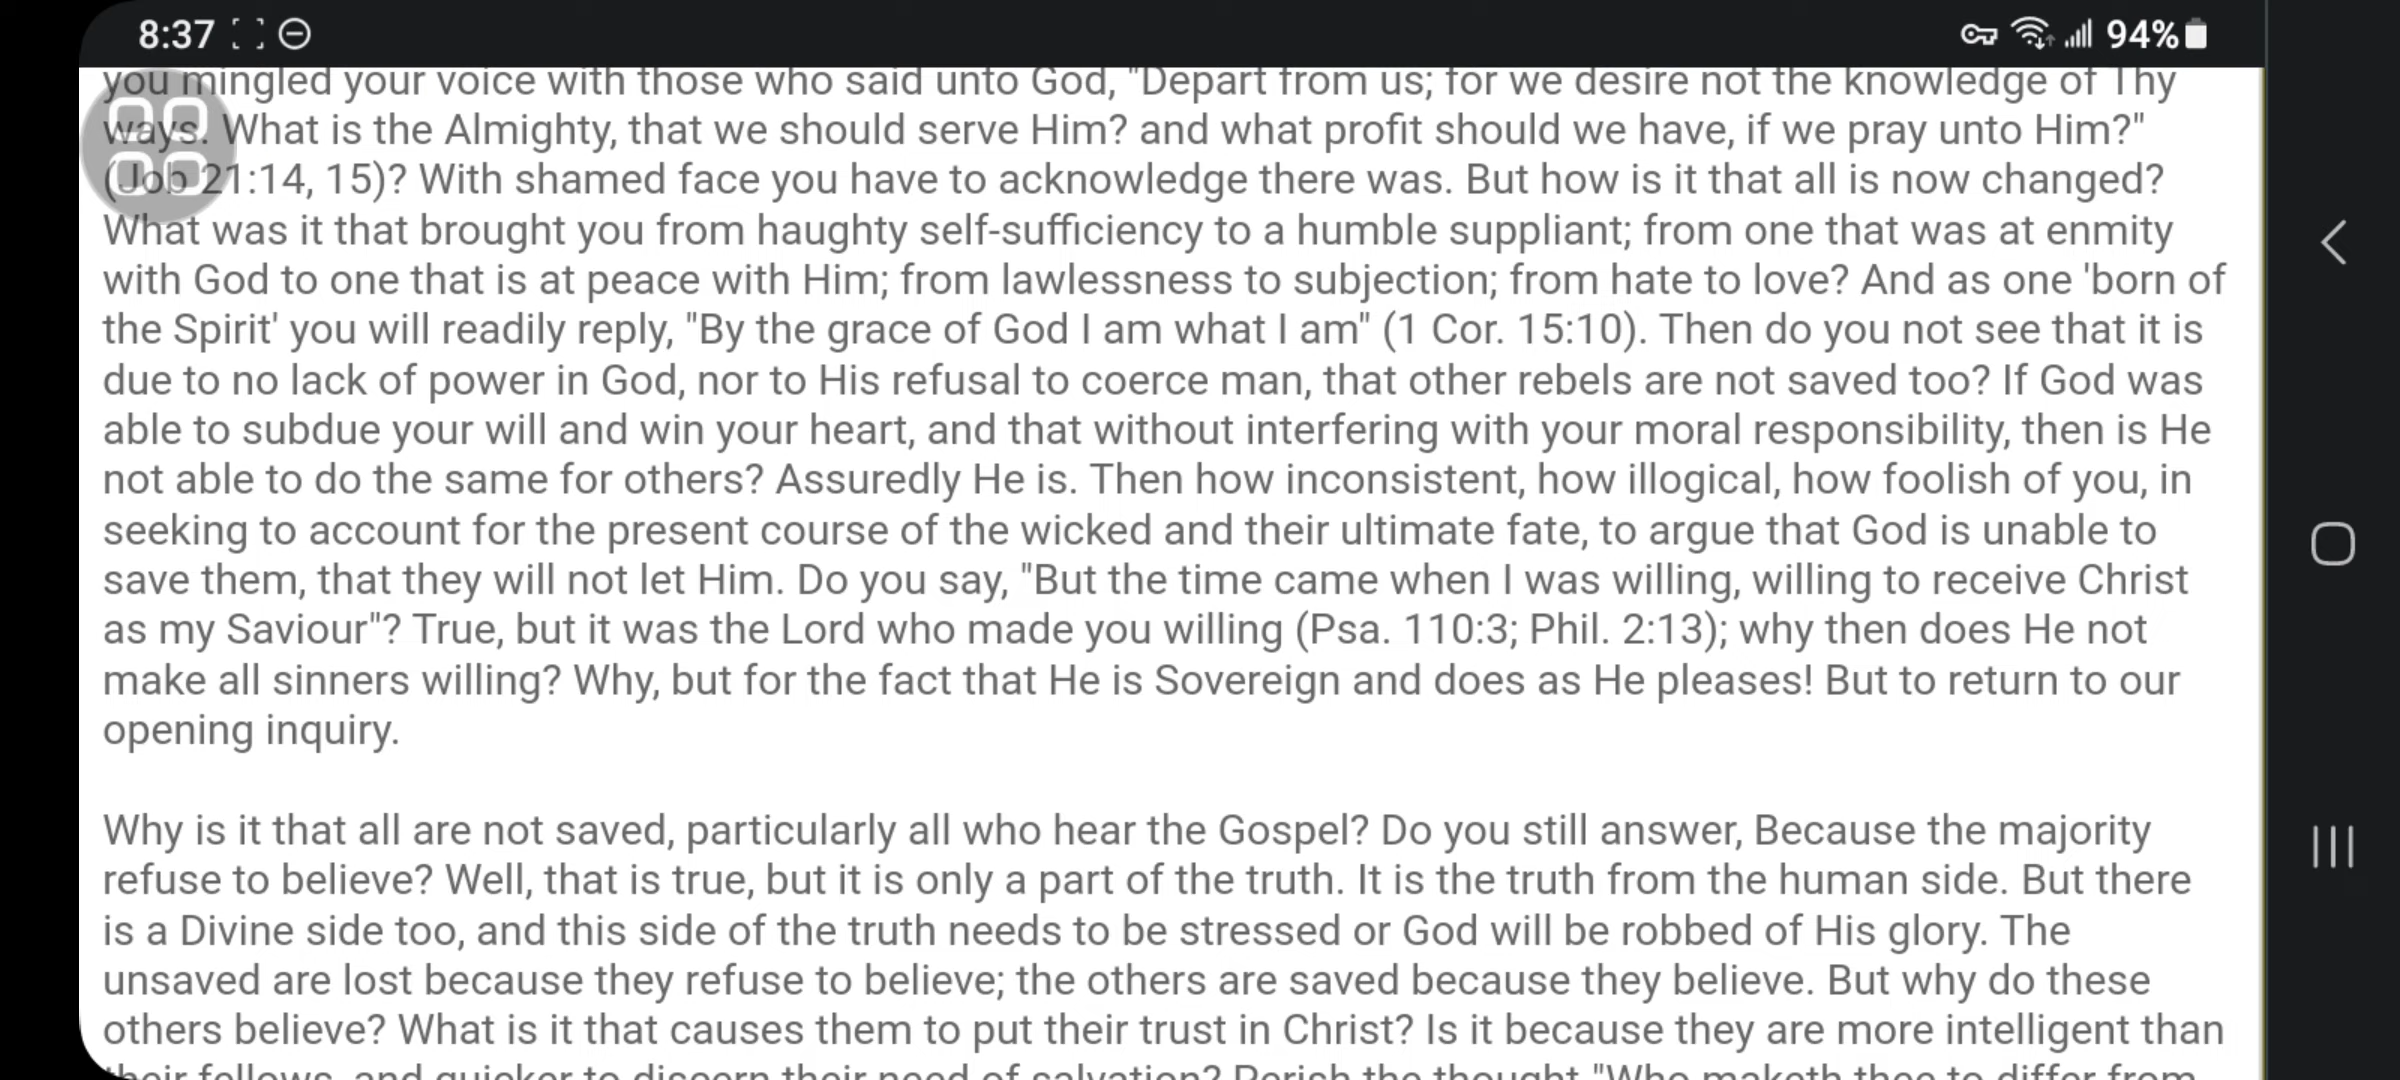 8:37
94%
you mingled your voice with those who said unto God, "Depart from us; for we desire not the knowledge of Thy
ways. What is the Almighty, that we should serve Him? and what profit should we have, if we pray unto Him?"
(Job 21:14, 15)? With shamed face you have to acknowledge there was. But how is it that all is now changed?
What was it that brought you from haughty self-sufficiency to a humble suppliant; from one that was at enmity
with God to one that is at peace with Him; from lawlessness to subjection; from hate to love? And as one 'born of
the Spirit' you will readily reply, "By the grace of God I am what I am" (1 Cor. 15:10). Then do you not see that it is
due to no lack of power in God, nor to His refusal to coerce man, that other rebels are not saved too? If God was
able to subdue your will and win your heart, and that without interfering with your moral responsibility, then is He
not able to do the same for others? Assuredly He is. Then how inconsistent, how illogical, how foolish of you, in
seeking to account for the present course of the wicked and their ultimate fate, to argue that God is unable to
save them, that they will not let Him. Do you say, "But the time came when I was willing, willing to receive Christ
as my Saviour"? True, but it was the Lord who made you willing (Psa. 110:3; Phil. 2:13); why then does He not
make all sinners willing? Why, but for the fact that He is Sovereign and does as He pleases! But to return to our
opening inquiry.
Why is it that all are not saved, particularly all who hear the Gospel? Do you still answer, Because the majority
refuse to believe? Well, that is true, but it is only a part of the truth. It is the truth from the human side. But there
is a Divine side too, and this side of the truth needs to be stressed or God will be robbed of His glory. The
unsaved are lost because they refuse to believe; the others are saved because they believe. But why do these
others believe? What is it that causes them to put their trust in Christ? Is it because they are more intelligent than
their fellows, and quicker to discern their need of salvation? Perish the thought "Who maketh thee to differ from